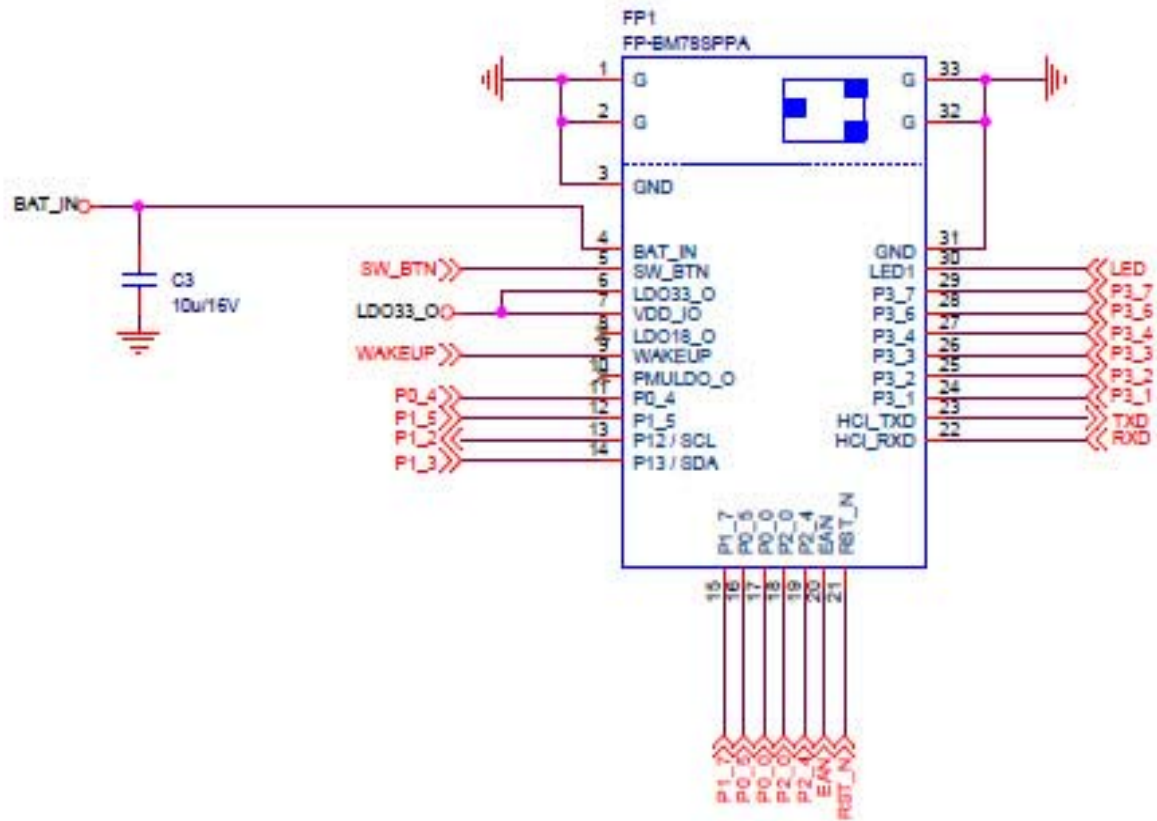 FP1
FP-BM78SPPA
1 G G 33
2 G G 32
3 GND
BAT_IN
4 BAT_IN GND 31
SW_BTN 5 SW_BTN LED1 30 LED
6 LDO33_O P3_7 29 P3_7
LDO33_O 7 VDD_IO P3_6 28 P3_6
LDO18_O P3_4 27 P3_4
WAKEUP 9 WAKEUP P3_3 26 P3_3
10 PMULDO_O P3_2 25 P3_2
P0_4 11 P0_4 P3_1 24 P3_1
P1_5 12 P1_5 HCI_TXD 23 TXD
P1_2 13 P12 / SCL HCI_RXD 22 RXD
P1_3 14 P13 / SDA
C3
10u/16V
P1_7 P0_5 P0_0 P2_0 P2_4 EAN RST_N
15 16 17 18 19 20 21
P1_7 P0_5 P0_0 P2_0 P2_4 EAN RST_N